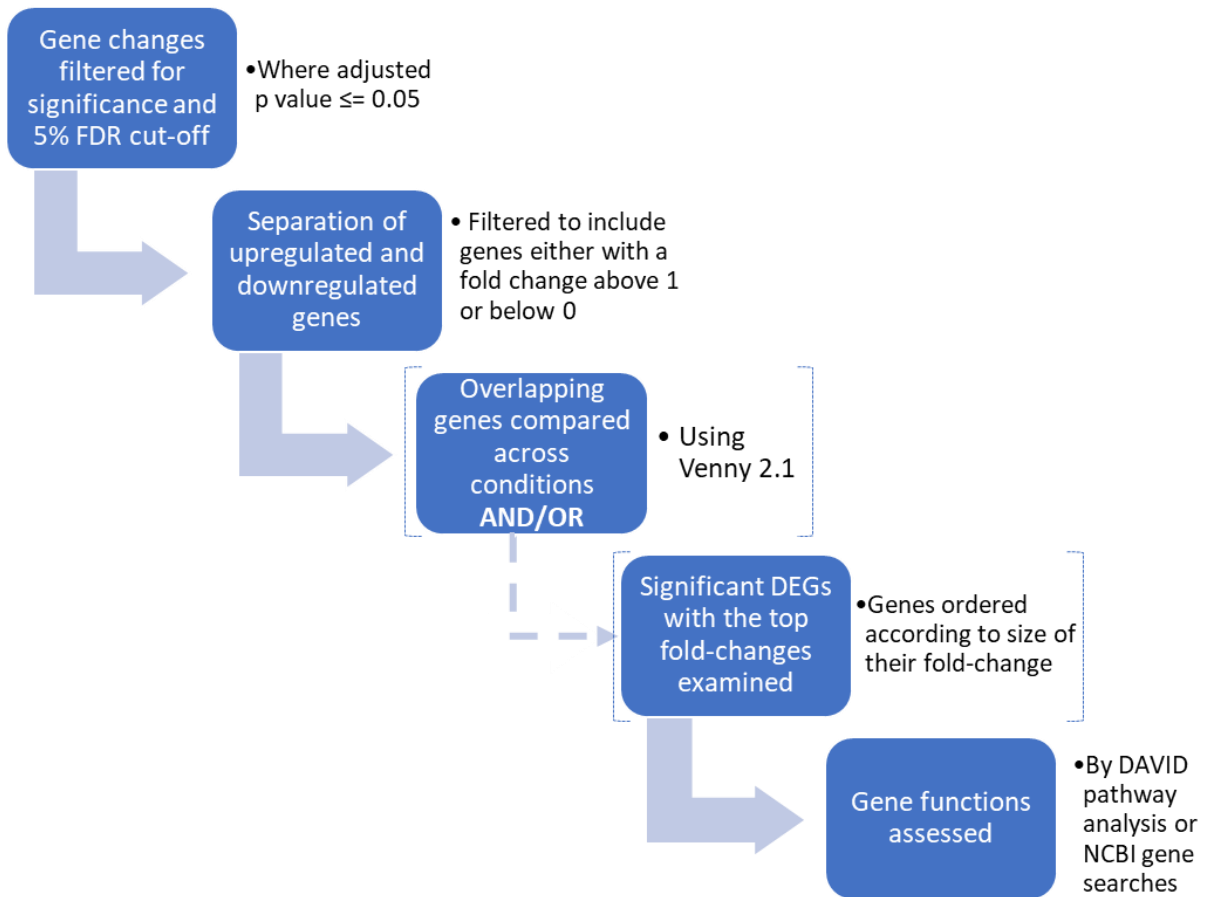 Gene changes
filtered for
significance and
5% FDR cut-off
•Where adjusted
p value ≤= 0.05
Separation of
upregulated and
downregulated
genes
• Filtered to include
genes either with a
fold change above 1
or below 0
Overlapping
genes compared
across
conditions
AND/OR
• Using
Venny 2.1
Significant DEGs
with the top
fold-changes
examined
•Genes ordered
according to size of
their fold-change
Gene functions
assessed
•By DAVID
pathway
analysis or
NCBI gene
searches